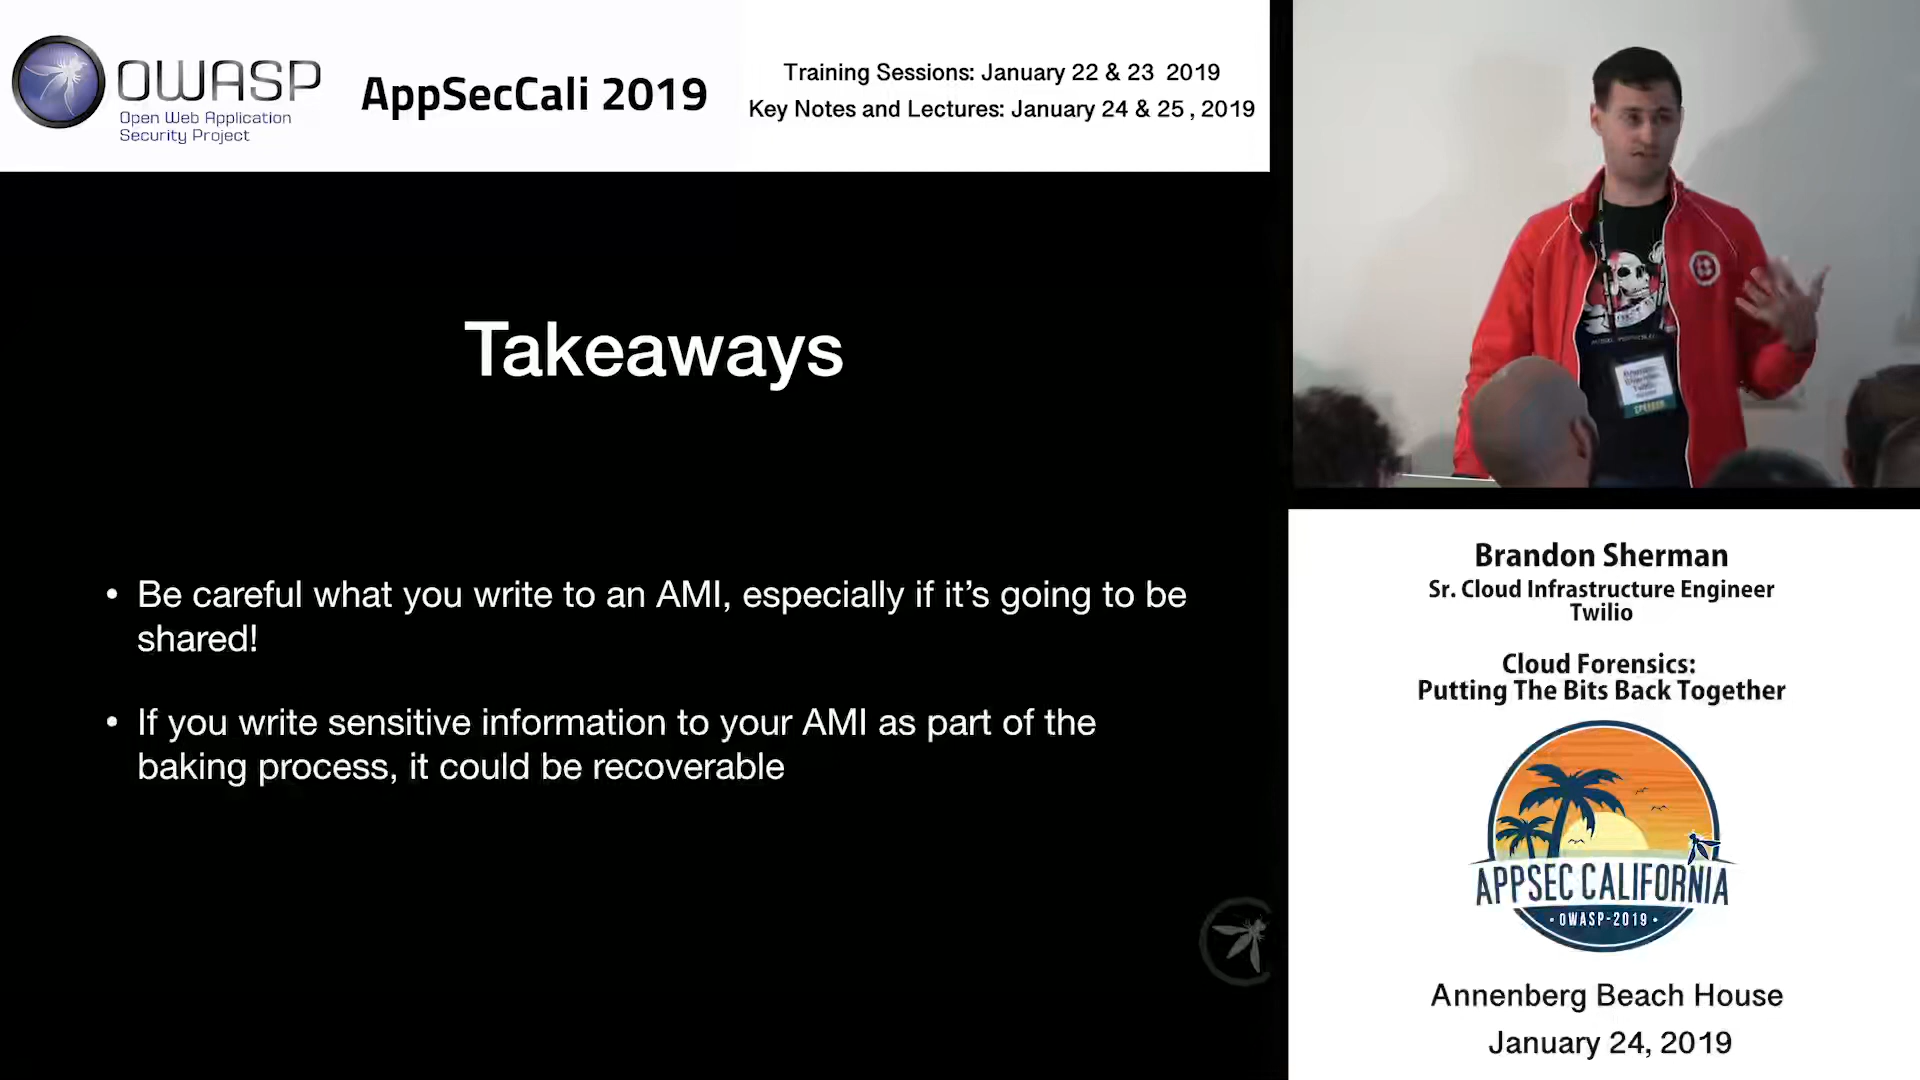 OWASP
Open Web Application
Security Project
AppSecCali 2019
Training Sessions: January 22 & 23 2019
Key Notes and Lectures: January 24 & 25 , 2019
Takeaways
• Be careful what you write to an AMI, especially if it's going to be
shared!
• If you write sensitive information to your AMI as part of the
baking process, it could be recoverable
SPEAKER
Brandon Sherman
Sr. Cloud Infrastructure Engineer
Twilio
Cloud Forensics:
Putting The Bits Back Together
APPSEC CALIFORNIA
• OWASP-2019 •
Annenberg Beach House
January 24, 2019